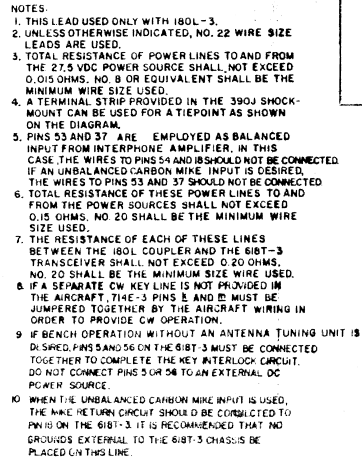 NOTES:
1. THIS LEAD USED ONLY WITH 180L-3.
2. UNLESS OTHERWISE INDICATED, NO. 22 WIRE SIZE
LEADS ARE USED.
3. TOTAL RESISTANCE OF POWER LINES TO AND FROM
THE 27.5 VDC POWER SOURCE SHALL NOT EXCEED
0.015 OHMS. NO. 8 OR EQUIVALENT SHALL BE THE
MINIMUM WIRE SIZE USED.
4. A TERMINAL STRIP PROVIDED IN THE 390J SHOCK-
MOUNT CAN BE USED FOR A TIEPOINT AS SHOWN
ON THE DIAGRAM.
5. PINS 53 AND 37 ARE EMPLOYED AS BALANCED
INPUT FROM INTERPHONE AMPLIFIER, IN THIS
CASE, THE WIRES TO PINS 54 AND 18 SHOULD NOT BE CONNECTED.
IF AN UNBALANCED CARBON MIKE INPUT IS DESIRED,
THE WIRES TO PINS 53 AND 37 SHOULD NOT BE CONNECTED.
6. TOTAL RESISTANCE OF THESE POWER LINES TO AND
FROM THE POWER SOURCES SHALL NOT EXCEED
0.15 OHMS. NO. 20 SHALL BE THE MINIMUM WIRE
SIZE USED.
7. THE RESISTANCE OF EACH OF THESE LINES
BETWEEN THE 180L COUPLER AND THE 618T-3
TRANSCEIVER SHALL NOT EXCEED 0.20 OHMS,
NO. 20 SHALL BE THE MINIMUM SIZE WIRE USED.
8. IF A SEPARATE CW KEY LINE IS NOT PROVIDED IN
THE AIRCRAFT, 714E-3 PINS k AND m MUST BE
JUMPERED TOGETHER BY THE AIRCRAFT WIRING IN
ORDER TO PROVIDE CW OPERATION.
9 IF BENCH OPERATION WITHOUT AN ANTENNA TUNING UNIT IS
DESIRED, PINS 5 AND 56 ON THE 618T-3 MUST BE CONNECTED
TOGETHER TO COMPLETE THE KEY INTERLOCK CIRCUIT.
DO NOT CONNECT PINS 5 OR 56 TO AN EXTERNAL DC
POWER SOURCE.
10 WHEN THE UNBALANCED CARBON MIKE INPUT IS USED,
THE MIKE RETURN CIRCUIT SHOULD BE CONNECTED TO
PIN 18 ON THE 618T-3. IT IS RECOMMENDED THAT NO
GROUNDS EXTERNAL TO THE 618T-3 CHASSIS BE
PLACED ON THIS LINE.